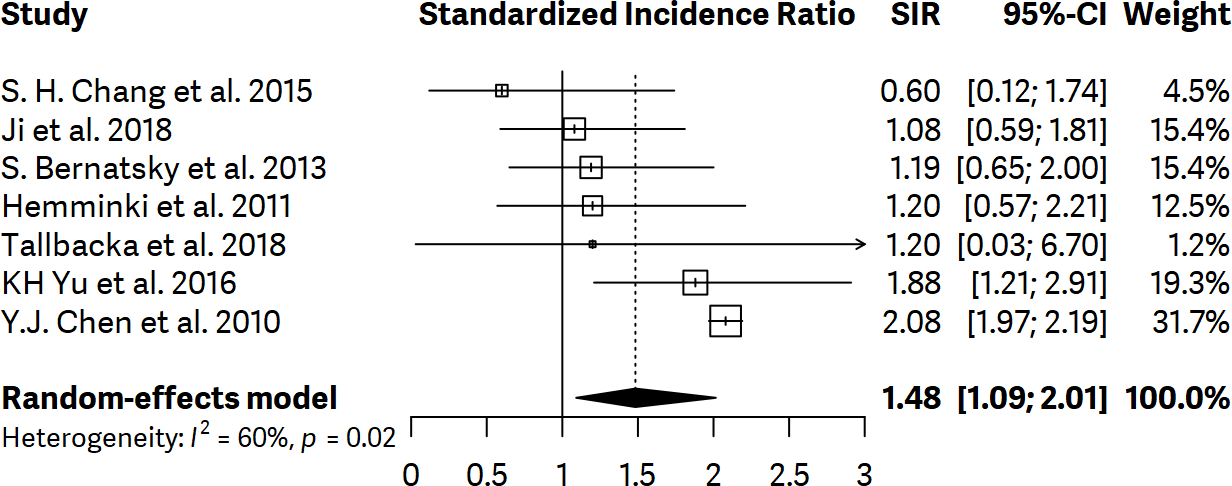 Study Standardized Incidence Ratio SIR 95%-CI Weight
S. H. Chang et al. 2015 0.60 [0.12; 1.74] 4.5%
Ji et al. 2018 1.08 [0.59; 1.81] 15.4%
S. Bernatsky et al. 2013 1.19 [0.65; 2.00] 15.4%
Hemminki et al. 2011 1.20 [0.57; 2.21] 12.5%
Tallbacka et al. 2018 1.20 [0.03; 6.70] 1.2%
KH Yu et al. 2016 1.88 [1.21; 2.91] 19.3%
Y.J. Chen et al. 2010 2.08 [1.97; 2.19] 31.7%
Random-effects model 1.48 [1.09; 2.01] 100.0%
Heterogeneity: I² = 60%, p = 0.02
0 0.5 1 1.5 2 2.5 3